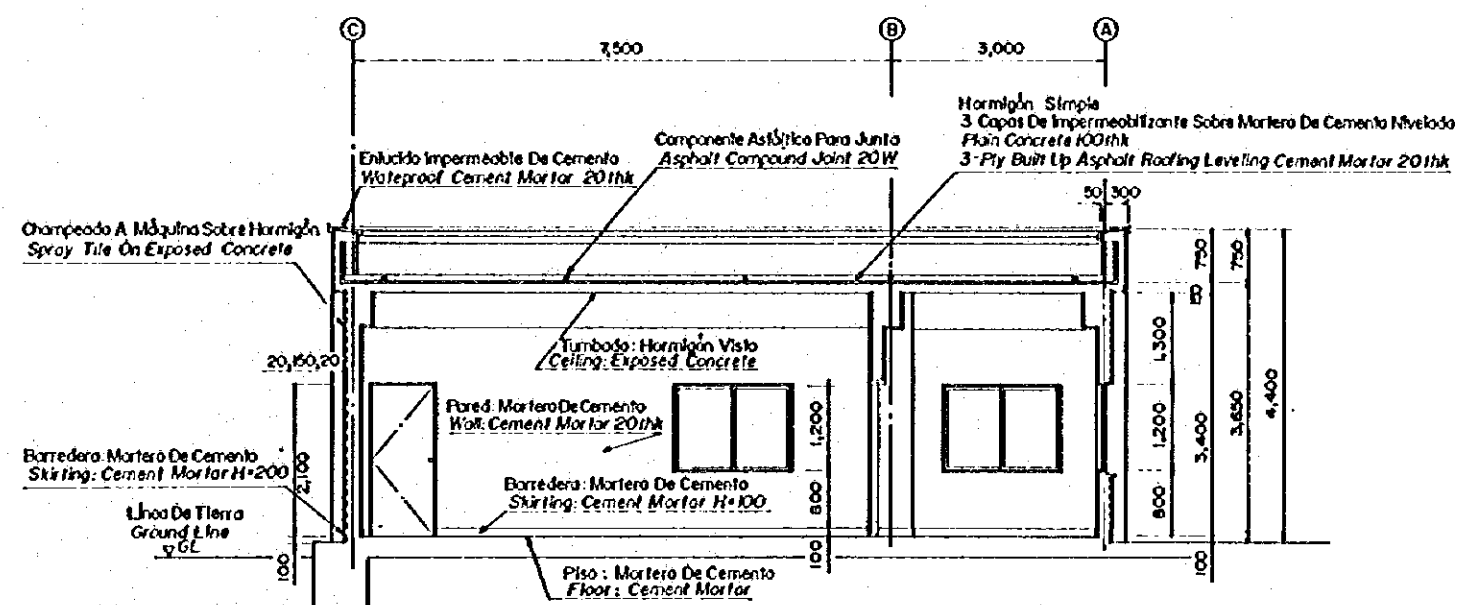 C
B
A
7,500
3,000
Hormigón Simple
3 Capas De Impermeabilizante Sobre Mortero De Cemento Nivelado
Plain Concrete 100thk
3-Ply Built Up Asphalt Roofing Leveling Cement Mortar 20thk
Componente Asfáltico Para Junta
Asphalt Compound Joint 20W
Enlucido Impermeable De Cemento
Wateproof Cement Mortar 20thk
50 300
Champeado A Máquina Sobre Hormigón
Spray Tile On Exposed Concrete
750
750
Tumbado: Hormigón Visto
Ceiling: Exposed Concrete
20,160,20
1,300
4,400
Pared: Mortero De Cemento
Wall: Cement Mortar 20thk
1,200
1,200
3,400
3,650
Barredera: Mortero De Cemento
Skirting: Cement Mortar H=200
2,100
Barredera: Mortero De Cemento
Skirting: Cement Mortar H=100
800
800
Línea De Tierra
Ground Line
GL
100
100
100
Piso: Mortero De Cemento
Floor: Cement Mortar